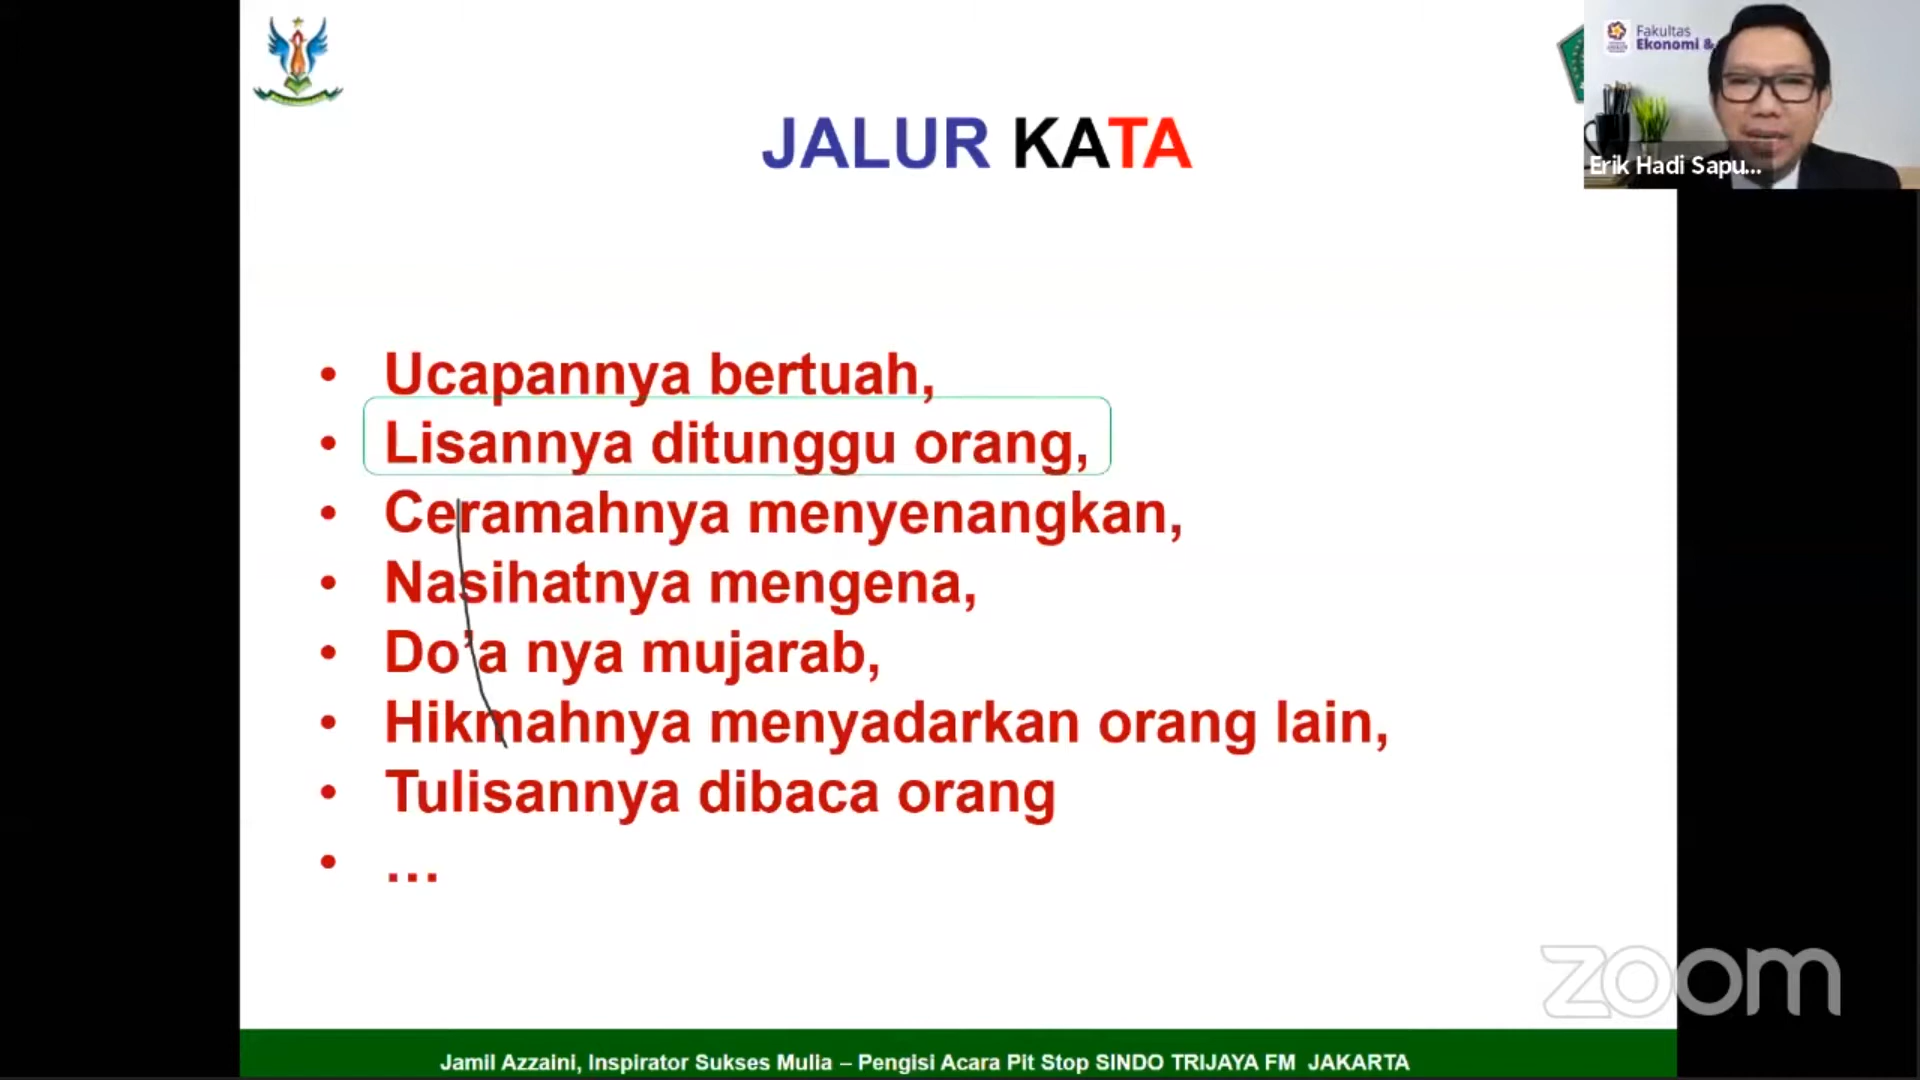 Fakultas
Ekonomi &
Erik Hadi Sapu...
JALUR KATA
• Ucapannya bertuah,
• Lisannya ditunggu orang,
• Ceramahnya menyenangkan,
• Nasihatnya mengena,
• Do’a nya mujarab,
• Hikmahnya menyadarkan orang lain,
• Tulisannya dibaca orang
• ...
zoom
Jamil Azzaini, Inspirator Sukses Mulia – Pengisi Acara Pit Stop SINDO TRIJAYA FM JAKARTA